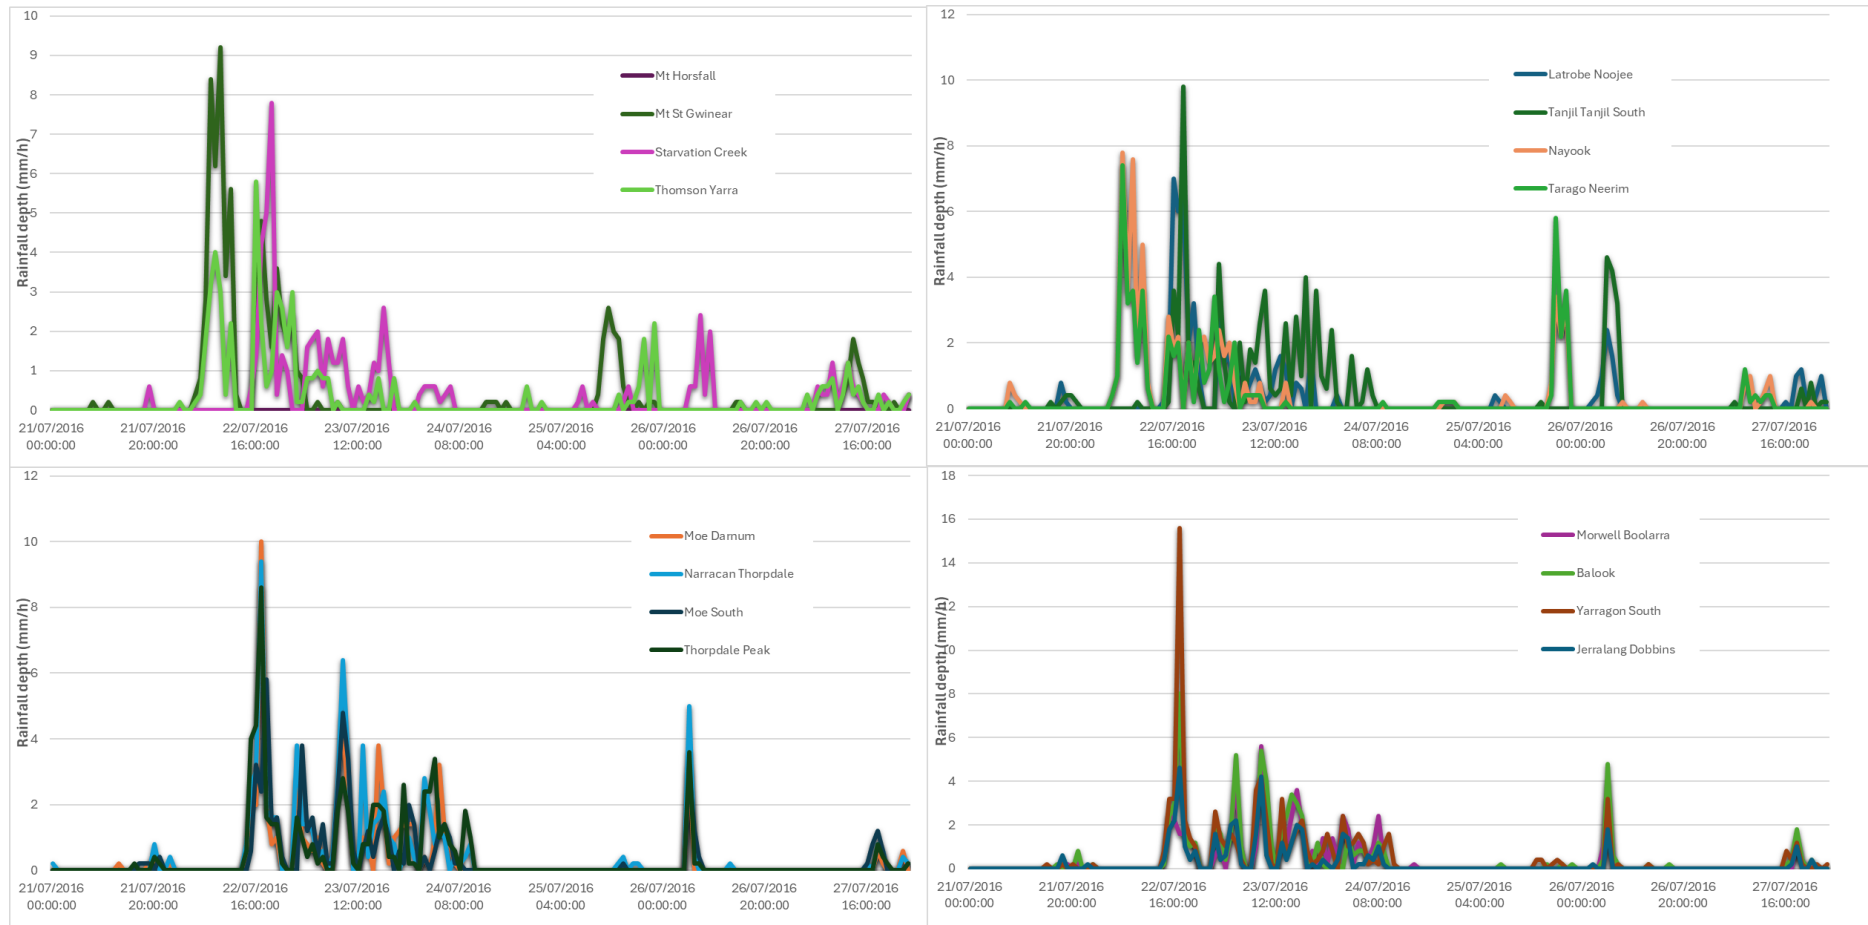 10
9
8
7
6
5
4
3
2
1
0
Rainfall depth (mm/h)
Mt Horsfall
Mt St Gwinear
Starvation Creek
Thomson Yarra
21/07/2016 21/07/2016 22/07/2016 23/07/2016 24/07/2016 25/07/2016 26/07/2016 26/07/2016 27/07/2016
00:00:00 20:00:00 16:00:00 12:00:00 08:00:00 04:00:00 00:00:00 20:00:00 16:00:00
12
10
8
6
4
2
0
Rainfall depth (mm/h)
Latrobe Noojee
Tanjil Tanjil South
Nayook
Tarago Neerim
21/07/2016 21/07/2016 22/07/2016 23/07/2016 24/07/2016 25/07/2016 26/07/2016 26/07/2016 27/07/2016
00:00:00 20:00:00 16:00:00 12:00:00 08:00:00 04:00:00 00:00:00 20:00:00 16:00:00
12
10
8
6
4
2
0
Rainfall depth (mm/h)
Moe Darnum
Narracan Thorpdale
Moe South
Thorpdale Peak
21/07/2016 21/07/2016 22/07/2016 23/07/2016 24/07/2016 25/07/2016 26/07/2016 26/07/2016 27/07/2016
00:00:00 20:00:00 16:00:00 12:00:00 08:00:00 04:00:00 00:00:00 20:00:00 16:00:00
18
16
14
12
10
8
6
4
2
0
Rainfall depth (mm/h)
Morwell Boolarra
Balook
Yarragon South
Jerralang Dobbins
21/07/2016 21/07/2016 22/07/2016 23/07/2016 24/07/2016 25/07/2016 26/07/2016 26/07/2016 27/07/2016
00:00:00 20:00:00 16:00:00 12:00:00 08:00:00 04:00:00 00:00:00 20:00:00 16:00:00